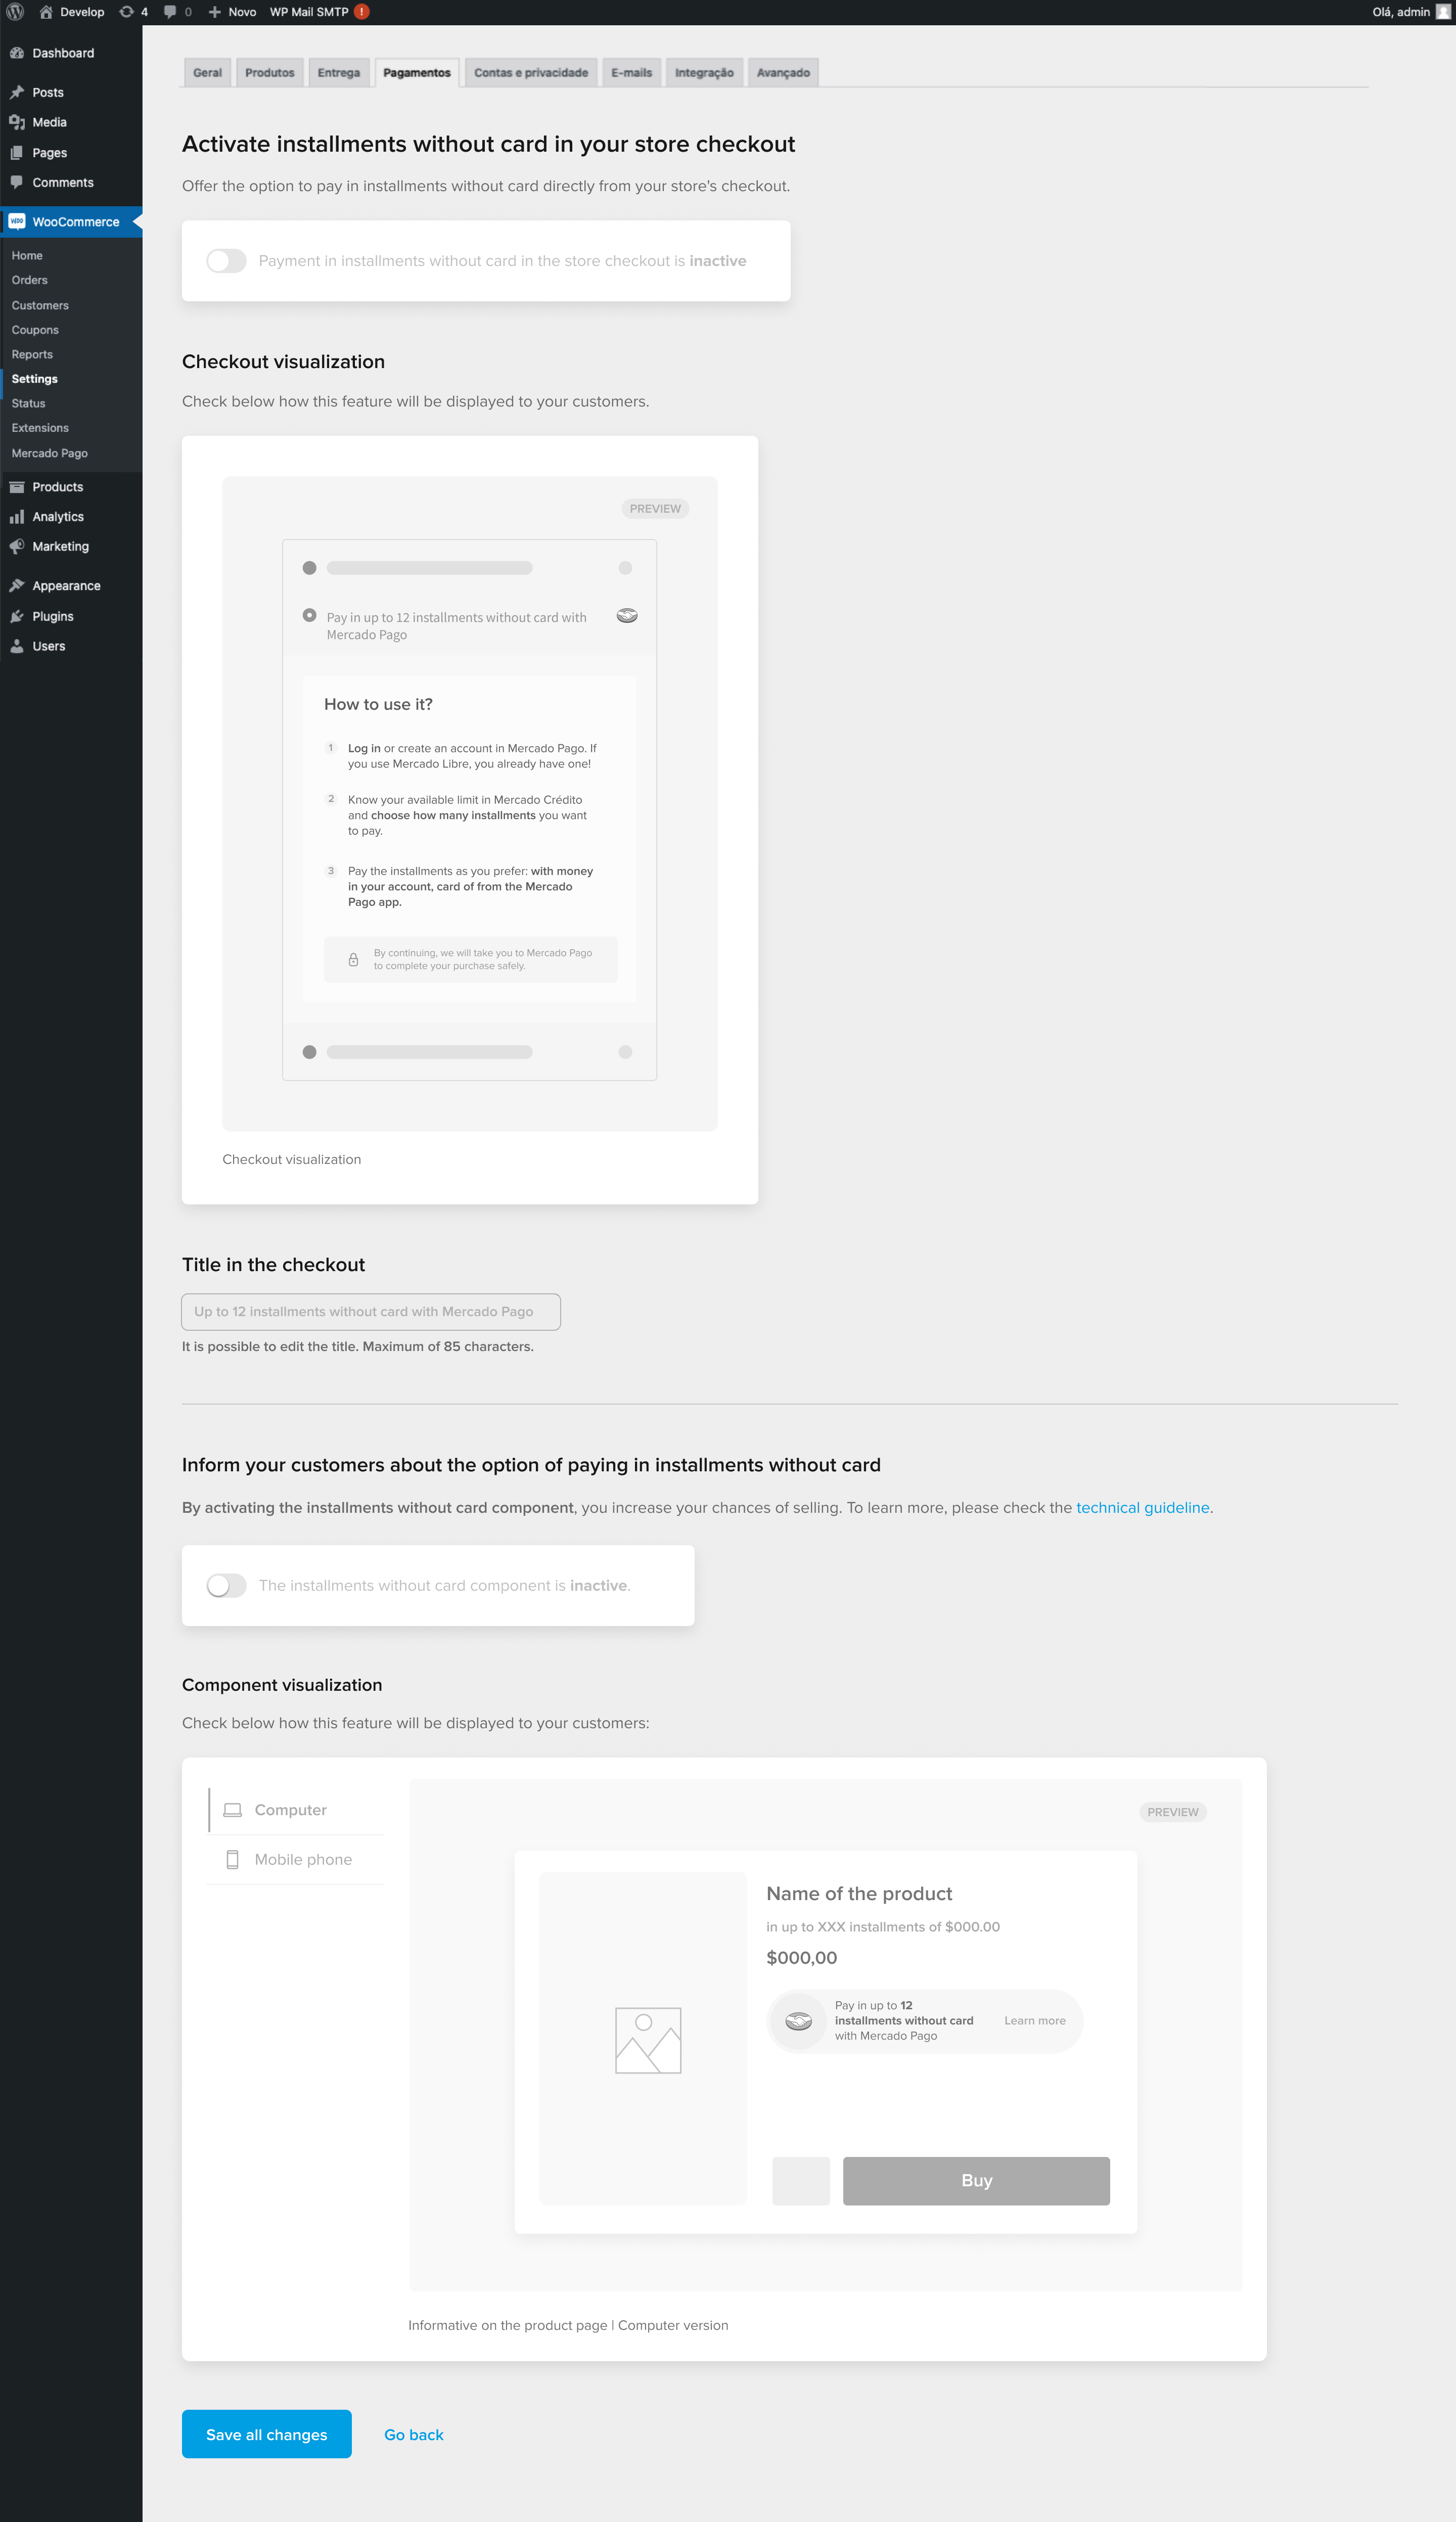 Develop 4 0 Novo WP Mail SMTP ! Olá, admin
Dashboard
Posts
Media
Pages
Comments
WOO WooCommerce
Home
Orders
Customers
Coupons
Reports
Settings
Status
Extensions
Mercado Pago
Products
Analytics
Marketing
Appearance
Plugins
Users
Geral Produtos Entrega Pagamentos Contas e privacidade E-mails Integração Avançado
Activate installments without card in your store checkout
Offer the option to pay in installments without card directly from your store's checkout.
Payment in installments without card in the store checkout is inactive
Checkout visualization
Check below how this feature will be displayed to your customers.
PREVIEW
Pay in up to 12 installments without card with
Mercado Pago
How to use it?
1 Log in or create an account in Mercado Pago. If
you use Mercado Libre, you already have one!
2 Know your available limit in Mercado Crédito
and choose how many installments you want
to pay.
3 Pay the installments as you prefer: with money
in your account, card of from the Mercado
Pago app.
By continuing, we will take you to Mercado Pago
to complete your purchase safely.
Checkout visualization
Title in the checkout
Up to 12 installments without card with Mercado Pago
It is possible to edit the title. Maximum of 85 characters.
Inform your customers about the option of paying in installments without card
By activating the installments without card component, you increase your chances of selling. To learn more, please check the technical guideline.
The installments without card component is inactive.
Component visualization
Check below how this feature will be displayed to your customers:
Computer
Mobile phone
PREVIEW
Name of the product
in up to XXX installments of $000.00
$000,00
Pay in up to 12
installments without card
with Mercado Pago
Learn more
Buy
Informative on the product page | Computer version
Save all changes Go back